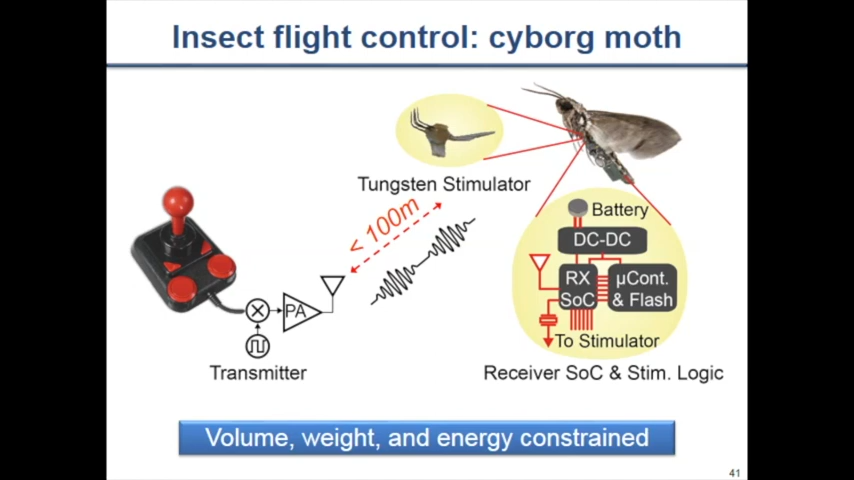 Insect flight control: cyborg moth
Tungsten Stimulator
< 100m
Battery
DC-DC
RX
SoC
µCont.
& Flash
To Stimulator
PA
Transmitter
Receiver SoC & Stim. Logic
Volume, weight, and energy constrained
41